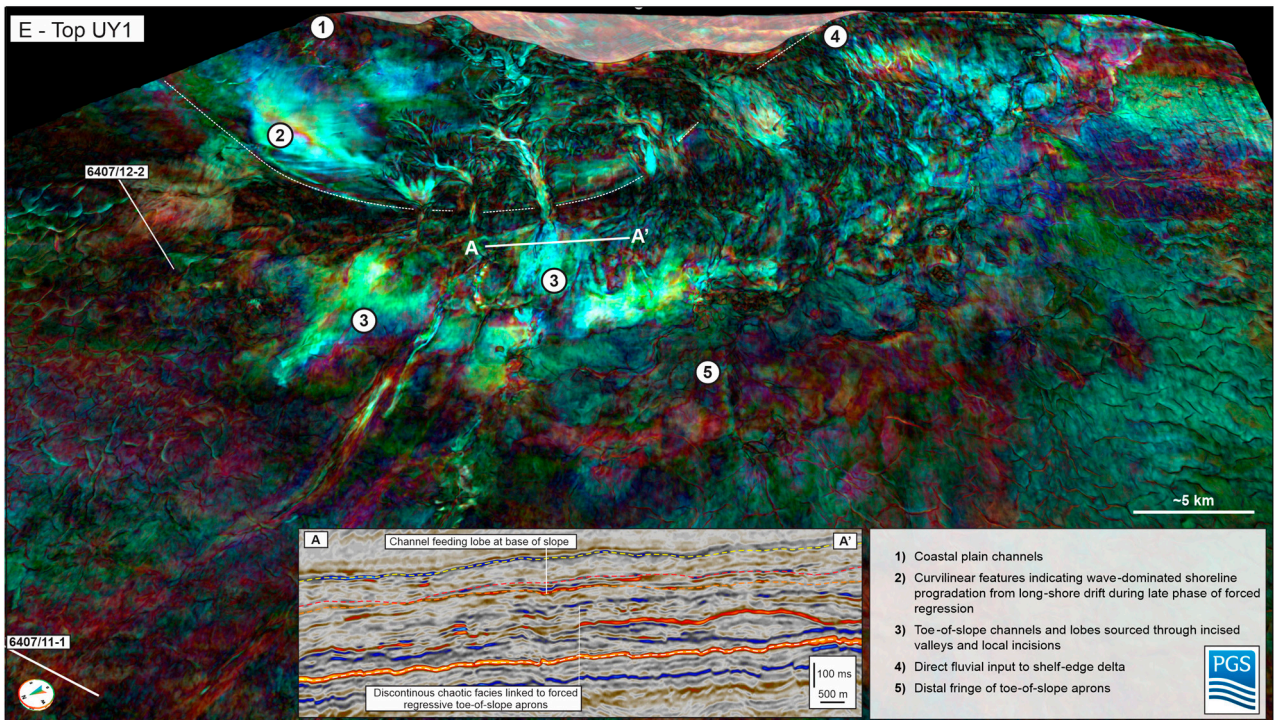 E - Top UY1
1
4
2
6407/12-2
A
A'
3
3
5
~5 km
6407/11-1
A
Channel feeding lobe at base of slope
A'
Discontinous chaotic facies linked to forced
regressive toe-of-slope aprons
100 ms
500 m
1) Coastal plain channels
2) Curvilinear features indicating wave-dominated shoreline
progradation from long-shore drift during late phase of forced
regression
3) Toe-of-slope channels and lobes sourced through incised
valleys and local incisions
4) Direct fluvial input to shelf-edge delta
5) Distal fringe of toe-of-slope aprons
PGS